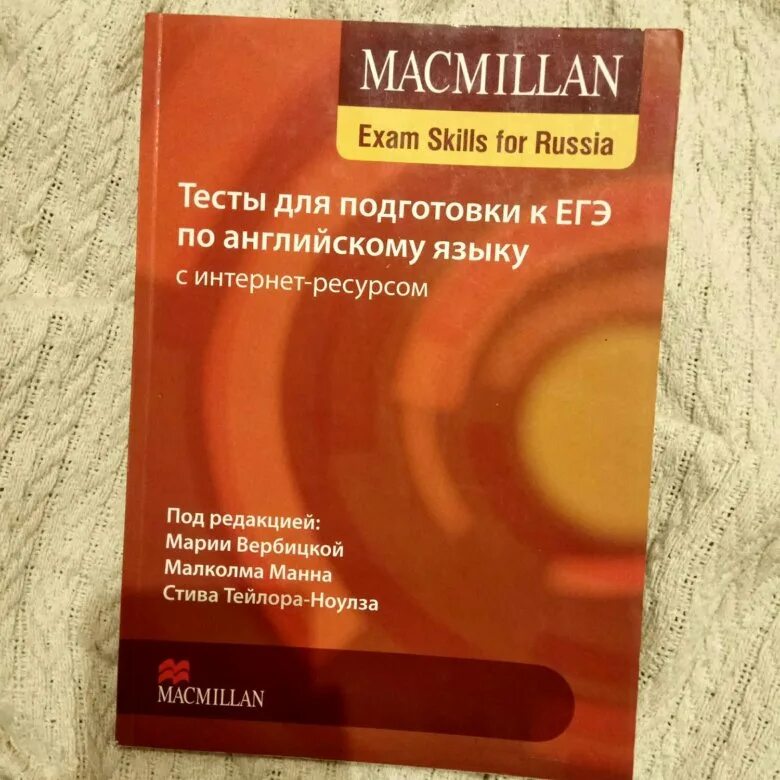 MACMILLAN
Exam Skills for Russia
Тесты для подготовки к ЕГЭ
по английскому языку
с интернет-ресурсом
Под редакцией:
Марии Вербицкой
Малколма Манна
Стива Тейлора-Ноулза
MACMILLAN